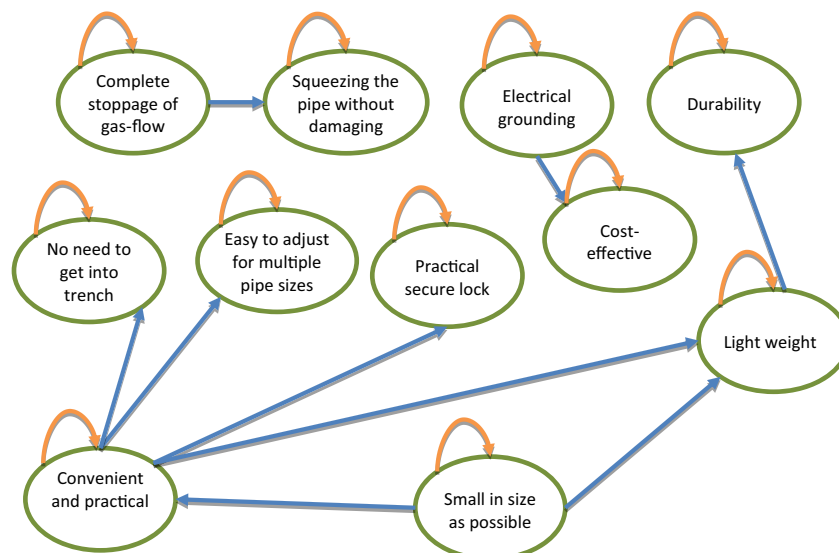 Complete
stoppage of
gas-flow
Squeezing the
pipe without
damaging
Electrical
grounding
Durability
No need to
get into
trench
Easy to adjust
for multiple
pipe sizes
Practical
secure lock
Cost-
effective
Light weight
Convenient
and practical
Small in size
as possible